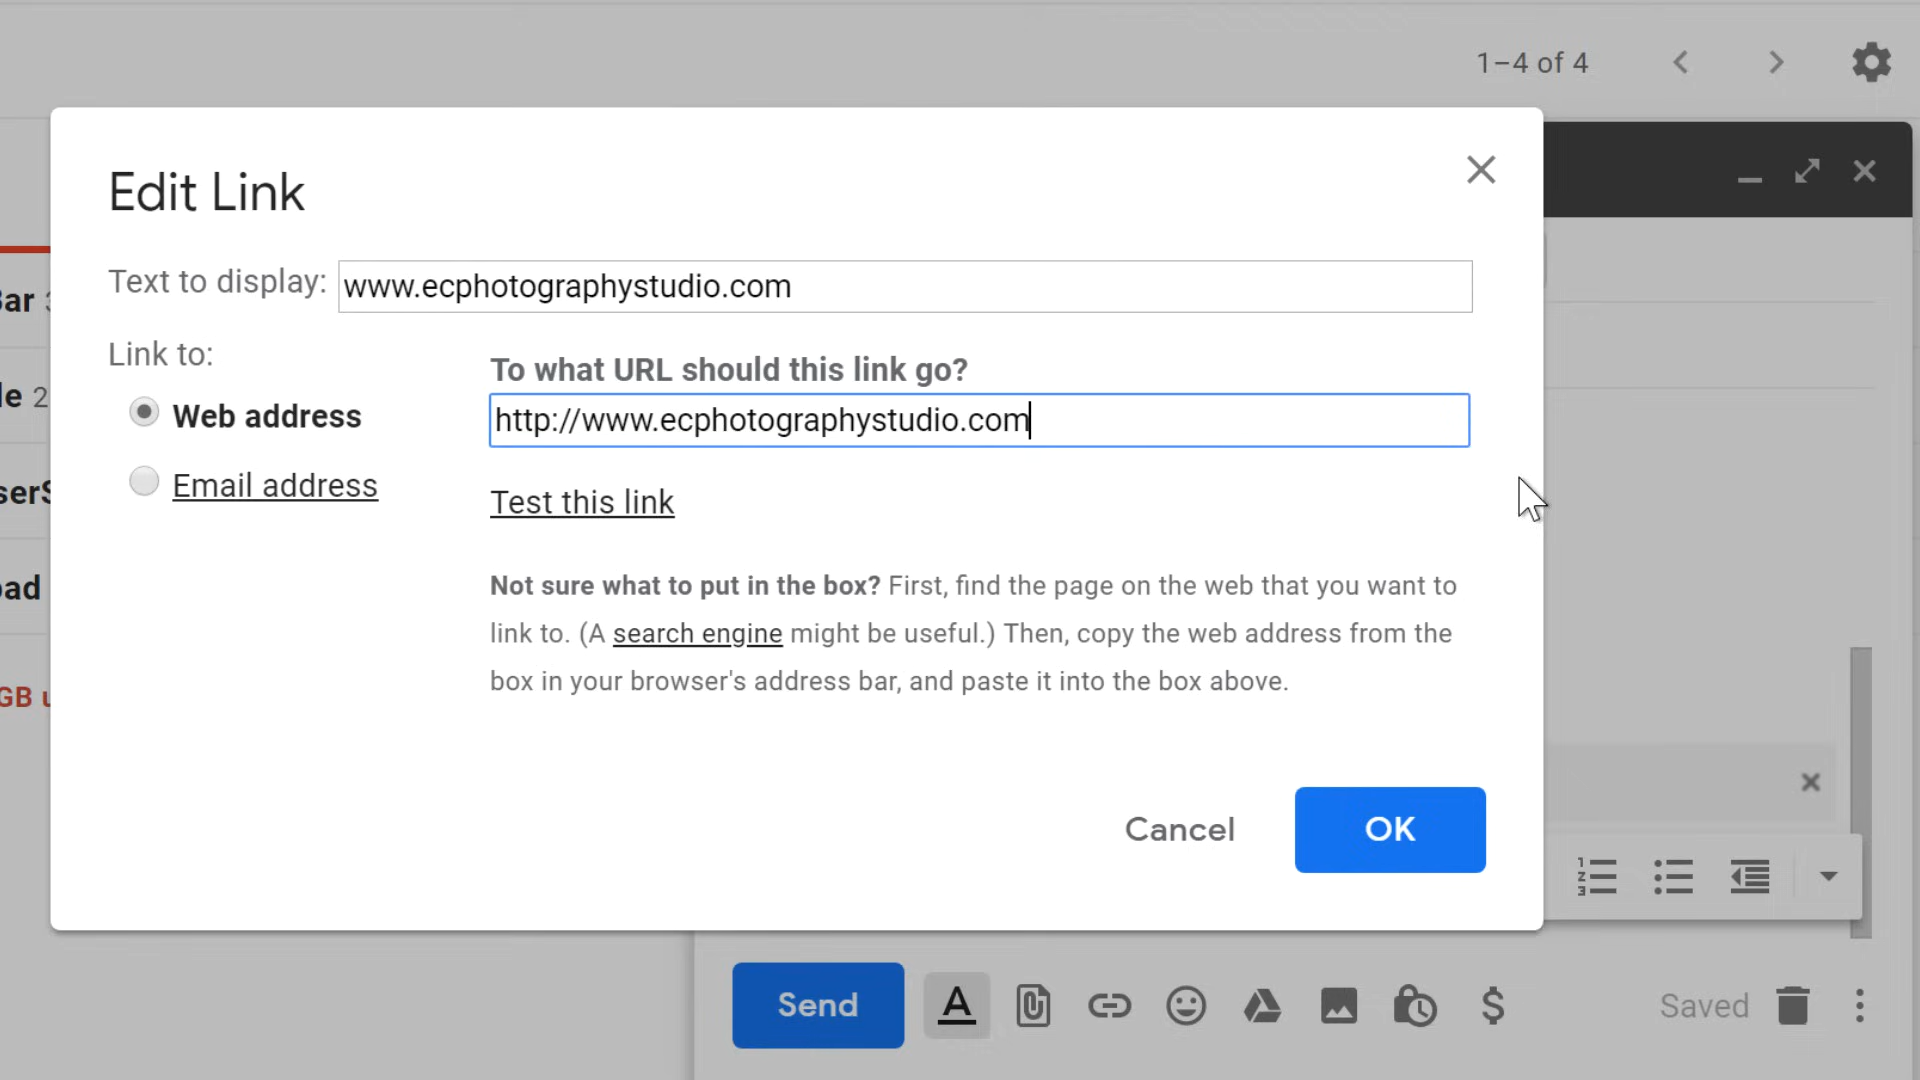 1–4 of 4
Edit Link
Text to display: www.ecphotographystudio.com
Link to:
To what URL should this link go?
Web address
http://www.ecphotographystudio.com
Email address
Test this link
Not sure what to put in the box? First, find the page on the web that you want to
link to. (A search engine might be useful.) Then, copy the web address from the
box in your browser's address bar, and paste it into the box above.
Cancel
OK
GB
Send
Saved